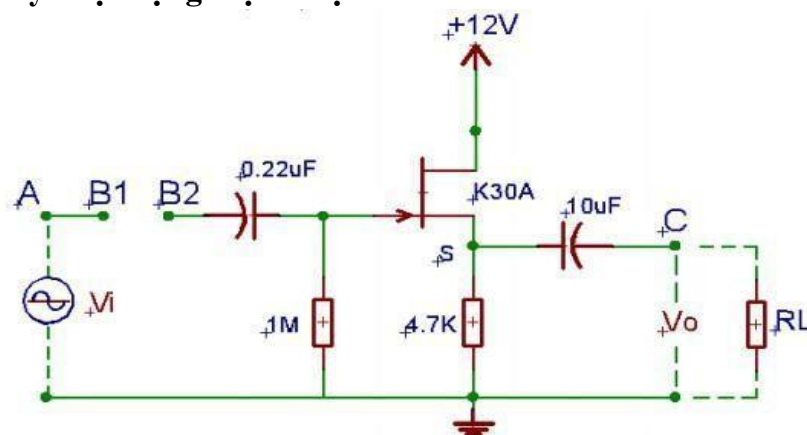 +12V
0.22uF
A B1 B2
K30A
10uF
C
S
Vi
1M
4.7K
Vo
RL